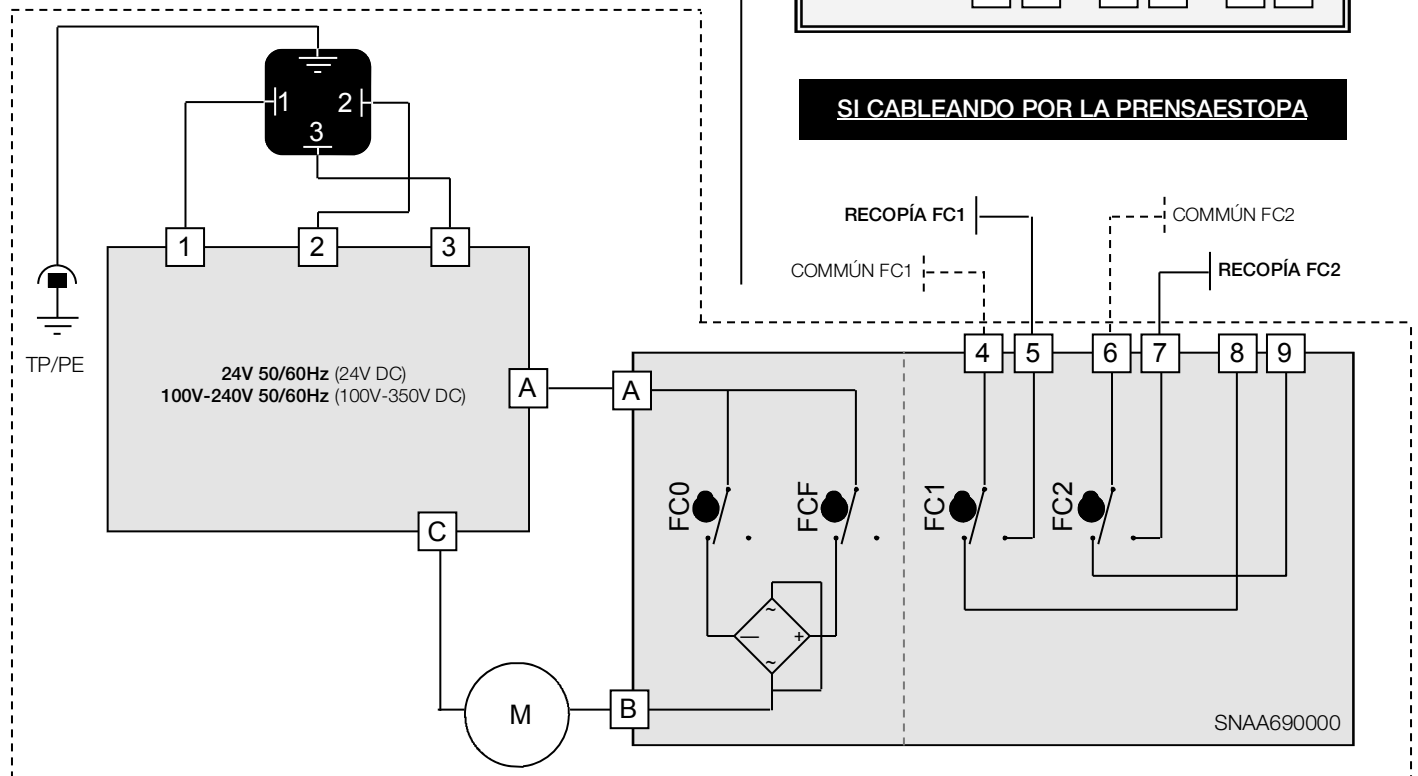 SI CABLEANDO POR LA PRENSAESTOPA
1
2
3
RECOPÍA FC1
COMMÚN FC2
COMMÚN FC1
RECOPÍA FC2
1
2
3
4
5
6
7
8
9
TP/PE
24V 50/60Hz (24V DC)
100V-240V 50/60Hz (100V-350V DC)
A
A
FC0
FCF
FC1
FC2
C
~
— +
~
M
B
SNAA690000